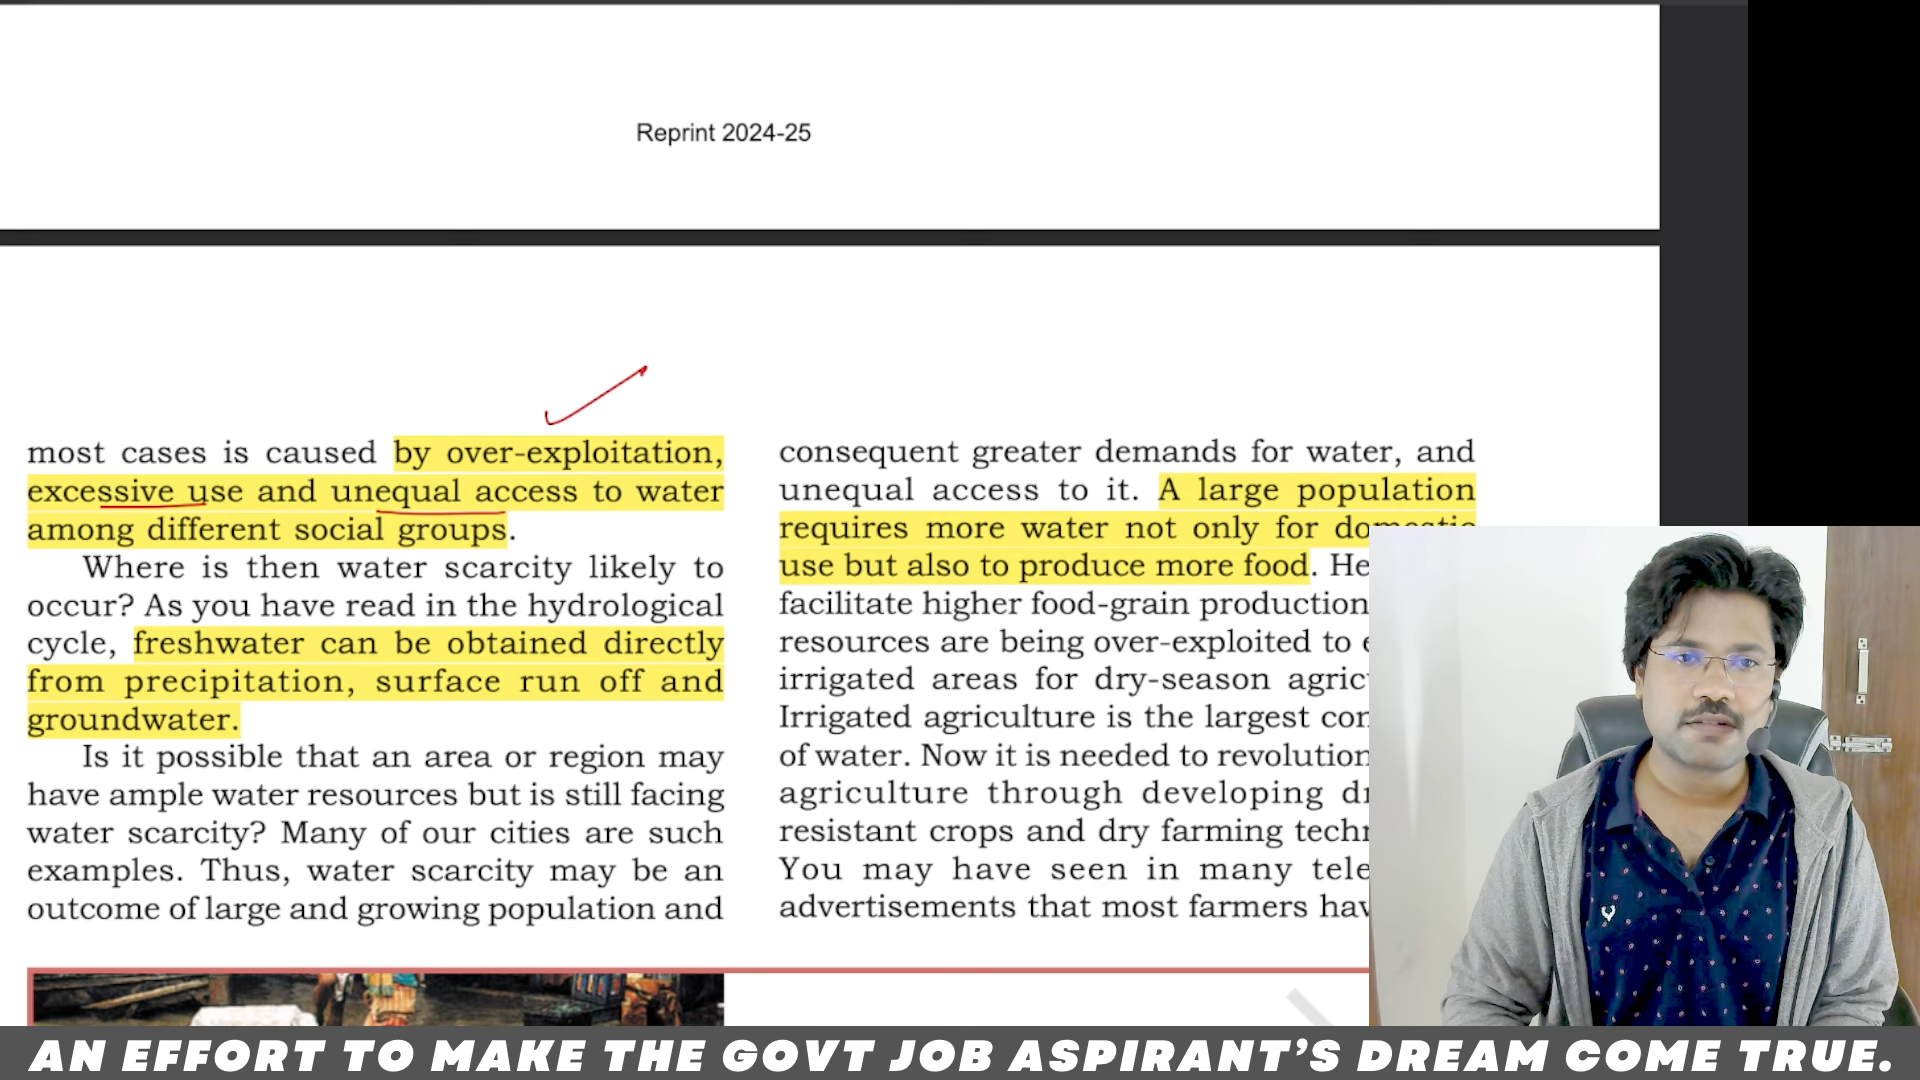 Reprint 2024-25
most cases is caused by over-exploitation,
excessive use and unequal access to water
among different social groups.
Where is then water scarcity likely to
occur? As you have read in the hydrological
cycle, freshwater can be obtained directly
from precipitation, surface run off and
groundwater.
Is it possible that an area or region may
have ample water resources but is still facing
water scarcity? Many of our cities are such
examples. Thus, water scarcity may be an
outcome of large and growing population and
consequent greater demands for water, and
unequal access to it. A large population
requires more water not only for domestic
use but also to produce more food. He
facilitate higher food-grain production
resources are being over-exploited to
irrigated areas for dry-season
Irrigated agriculture is the largest
of water. Now it is needed to
agriculture through developing
resistant crops and dry farming
You may have seen in many
advertisements that most farmers
AN EFFORT TO MAKE THE GOVT JOB ASPIRANT'S DREAM COME TRUE.